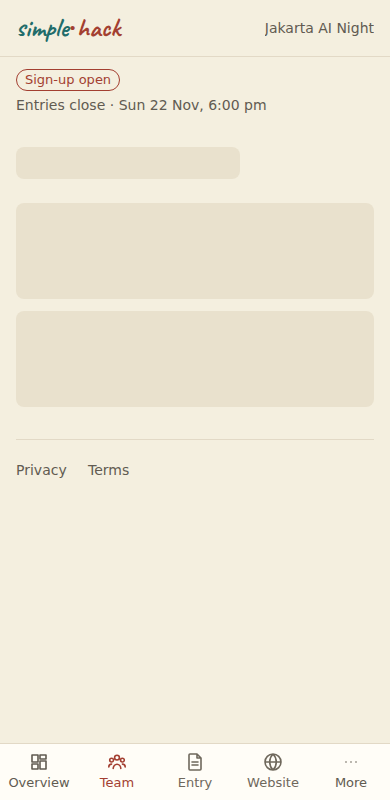 simple·hack
Jakarta AI Night
Sign-up open
Entries close · Sun 22 Nov, 6:00 pm
Privacy Terms
Overview Team Entry Website More